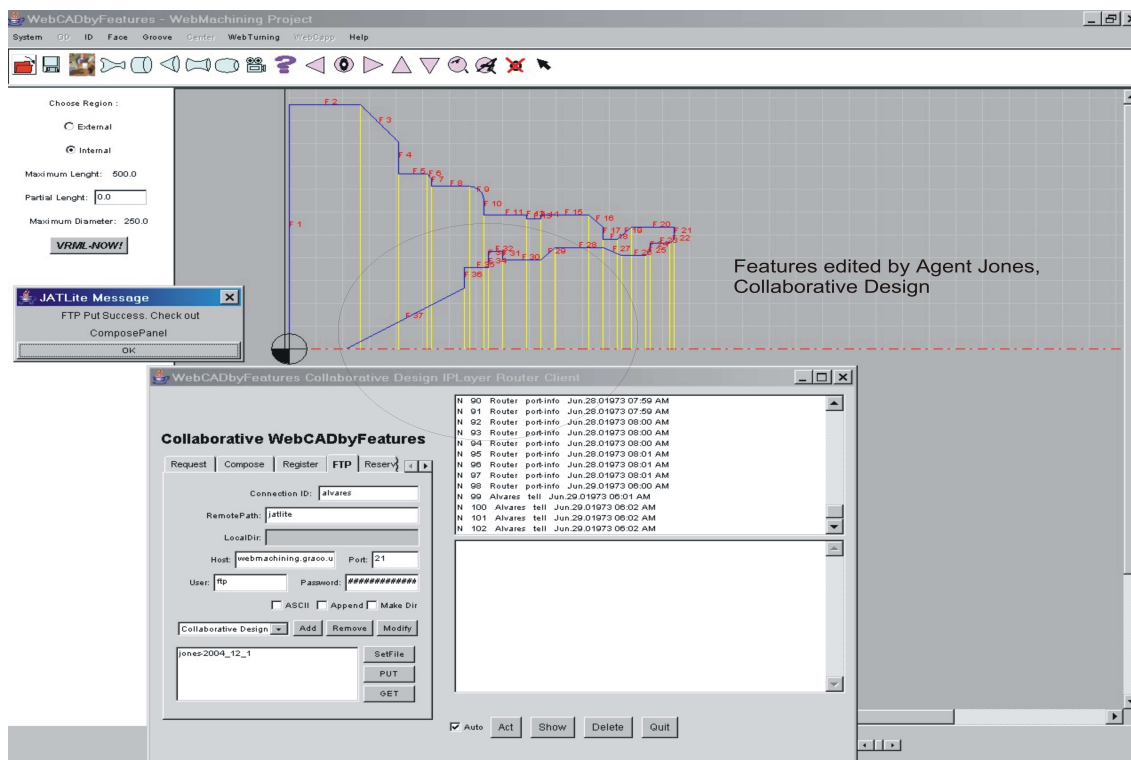 WebCADbyFeatures - WebMachining Project
System OD ID Face Groove Center WebTurning WebCapp Help
Choose Region :
External
Internal
Maximum Lenght: 500.0
Partial Lenght: 0.0
Maximum Diameter: 250.0
VRML-NOW!
F 2
F 3
F 4
F 5 F 6
F 7
F 8
F 9
F 10
F 11
F 15
F 16
F 17 F 19
F 18
F 20
F 21
F 22
F 1
F 32
F 31
F 30
F 29
F 28
F 27
F 25
F 35
F 36
F 37
Features edited by Agent Jones,
Collaborative Design
JATLite Message
FTP Put Success. Check out
ComposePanel
OK
WebCADbyFeatures Collaborative Design IPLayer Router Client
Collaborative WebCADbyFeatures
Request Compose Register FTP Reserv
Connection ID: alvares
RemotePath: jatlite
LocalDir:
Host: webmachining.graco.u Port: 21
User: ftp Password: #############
ASCII Append Make Dir
Collaborative Design Add Remove Modify
jones-2004_12_1
SetFile
PUT
GET
N 90 Router port-info Jun.28.01973 07:59 AM
N 91 Router port-info Jun.28.01973 07:59 AM
N 92 Router port-info Jun.28.01973 08:00 AM
N 93 Router port-info Jun.28.01973 08:00 AM
N 94 Router port-info Jun.28.01973 08:00 AM
N 95 Router port-info Jun.28.01973 08:01 AM
N 96 Router port-info Jun.28.01973 08:01 AM
N 97 Router port-info Jun.28.01973 08:01 AM
N 98 Router port-info Jun.29.01973 06:00 AM
N 99 Alvares tell Jun.29.01973 06:01 AM
N 100 Alvares tell Jun.29.01973 06:02 AM
N 101 Alvares tell Jun.29.01973 06:02 AM
N 102 Alvares tell Jun.29.01973 06:02 AM
Auto Act Show Delete Quit